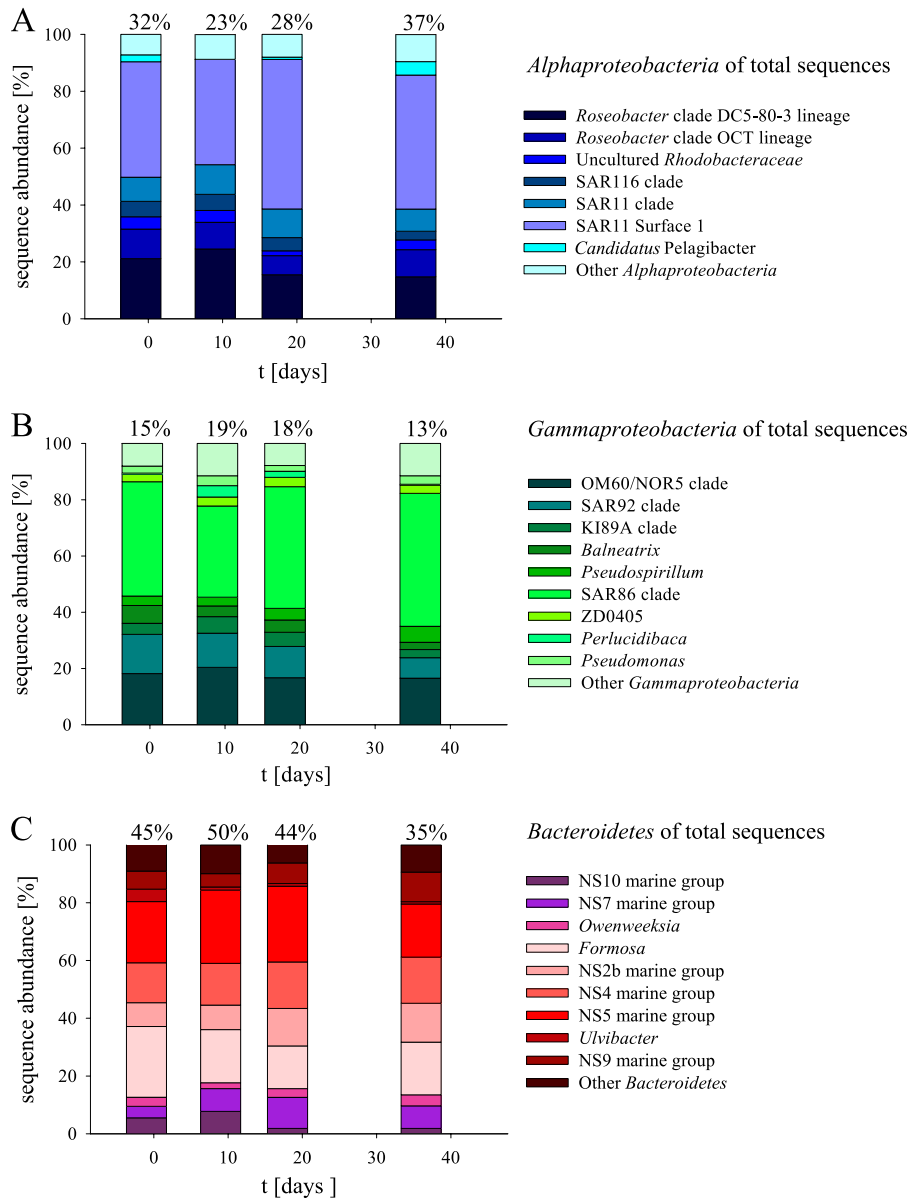 A
32% 23% 28% 37%
100
80
60
40
20
0
sequence abundance [%]
0 10 20 30 40
t [days]
Alphaproteobacteria of total sequences
Roseobacter clade DC5-80-3 lineage
Roseobacter clade OCT lineage
Uncultured Rhodobacteraceae
SAR116 clade
SAR11 clade
SAR11 Surface 1
Candidatus Pelagibacter
Other Alphaproteobacteria
B
15% 19% 18% 13%
100
80
60
40
20
0
sequence abundance [%]
0 10 20 30 40
t [days]
Gammaproteobacteria of total sequences
OM60/NOR5 clade
SAR92 clade
KI89A clade
Balneatrix
Pseudospirillum
SAR86 clade
ZD0405
Perlucidibaca
Pseudomonas
Other Gammaproteobacteria
C
45% 50% 44% 35%
100
80
60
40
20
0
sequence abundance [%]
0 10 20 30 40
t [days ]
Bacteroidetes of total sequences
NS10 marine group
NS7 marine group
Owenweeksia
Formosa
NS2b marine group
NS4 marine group
NS5 marine group
Ulvibacter
NS9 marine group
Other Bacteroidetes